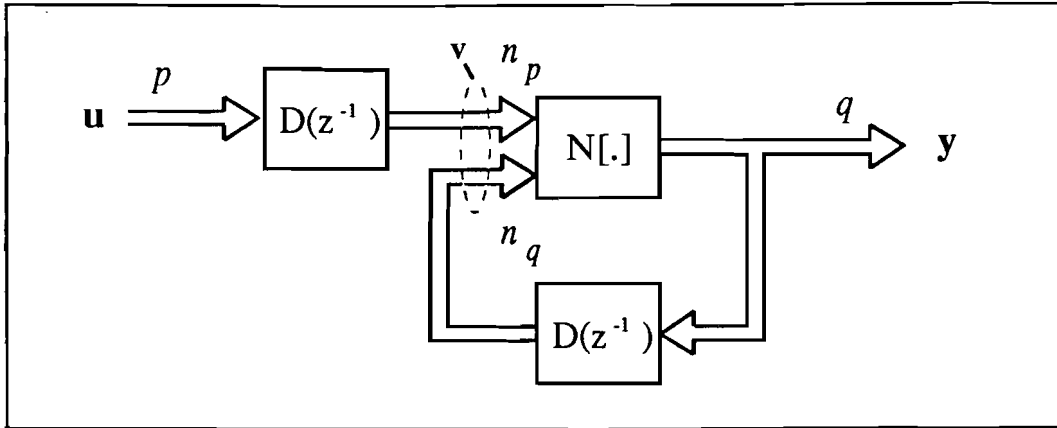 v
n_p
p
q
u
D(z⁻¹)
N[.]
y
n_q
D(z⁻¹)